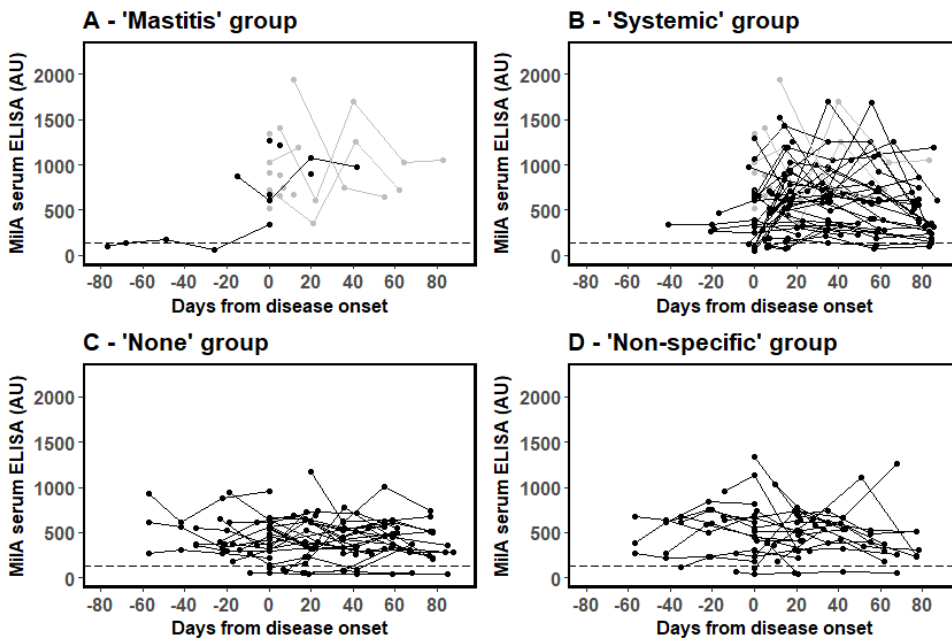 A - 'Mastitis' group
MilA serum ELISA (AU)
2000
1500
1000
500
0
-80 -60 -40 -20 0 20 40 60 80
Days from disease onset
B - 'Systemic' group
MilA serum ELISA (AU)
2000
1500
1000
500
0
-80 -60 -40 -20 0 20 40 60 80
Days from disease onset
C - 'None' group
MilA serum ELISA (AU)
2000
1500
1000
500
0
-80 -60 -40 -20 0 20 40 60 80
Days from disease onset
D - 'Non-specific' group
MilA serum ELISA (AU)
2000
1500
1000
500
0
-80 -60 -40 -20 0 20 40 60 80
Days from disease onset